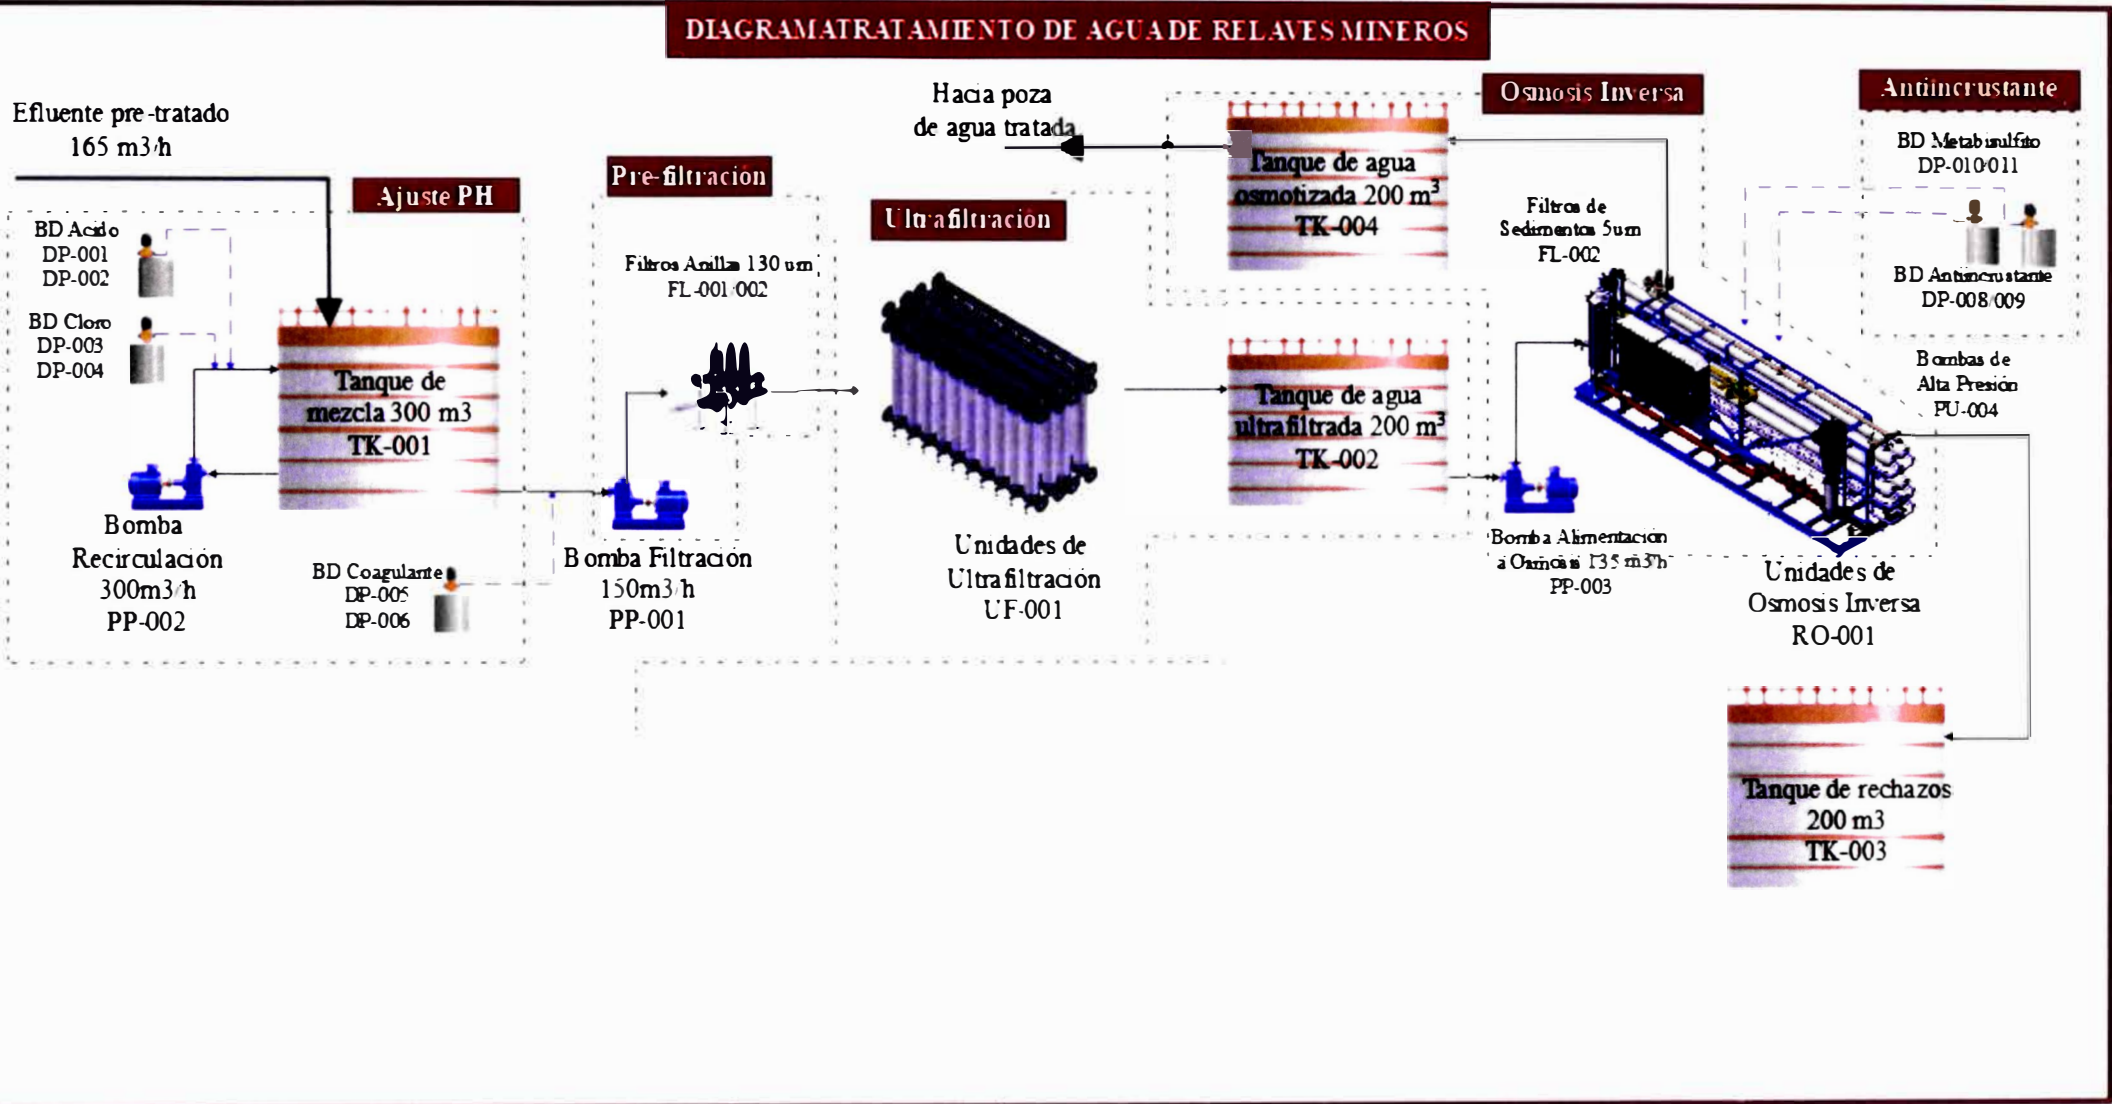 DIAGRAMA TRATAMIENTO DE AGUA DE RELAVES MINEROS
Efluente pre-tratado
165 m3/h
Ajuste PH
BD Acido
DP-001
DP-002
BD Cloro
DP-003
DP-004
Tanque de
mezcla 300 m3
TK-001
Bomba
Recirculación
300m3/h
PP-002
BD Coagulante
DP-005
DP-006
Pre-filtración
Filtros Anillas 130 um
FL-001/002
Bomba Filtración
150m3/h
PP-001
Ultrafiltración
Unidades de
Ultrafiltración
UF-001
Hacia poza
de agua tratada
Tanque de agua
osmotizada 200 m³
TK-004
Tanque de agua
ultrafiltrada 200 m³
TK-002
Osmosis Inversa
Filtros de
Sedimentos 5um
FL-002
Bomba Alimentación
a Osmosis 135 m3/h
PP-003
Antiincrustante
BD Metabisulfito
DP-010/011
BD Antiincrustante
DP-008/009
Bombas de
Alta Presión
PU-004
Unidades de
Osmosis Inversa
RO-001
Tanque de rechazos
200 m3
TK-003